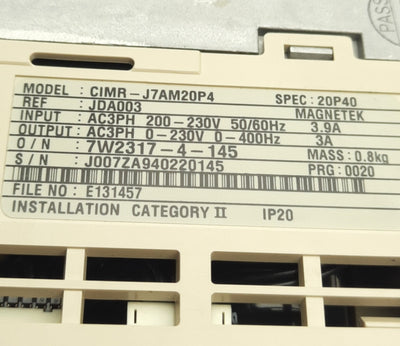 PASS
MODEL : CIMR-J7AM20P4 SPEC: 20P40
REF : JDA003 MAGNETEK
INPUT : AC3PH 200-230V 50/60Hz 3.9A
OUTPUT : AC3PH 0-230V 0-400Hz 3A
O / N : 7W2317-4-145 MASS: 0.8kg
S / N : J007ZA940220145 PRG: 0020
FILE NO : E131457
INSTALLATION CATEGORY II IP20